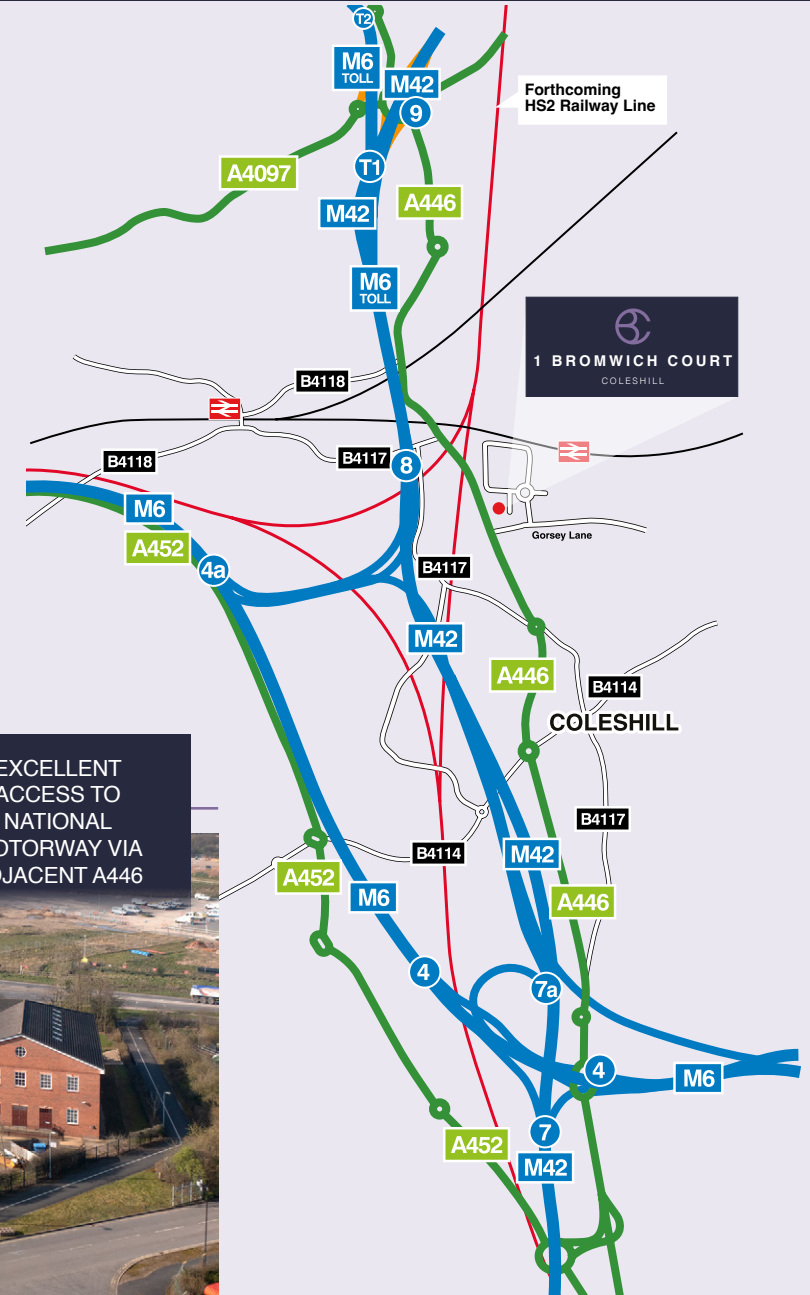 T2
M6
TOLL
M42
9
Forthcoming
HS2 Railway Line
T1
A4097
A446
M42
M6
TOLL
1 BROMWICH COURT
COLESHILL
B4118
B4118
B4117
8
M6
A452
4a
Gorsey Lane
B4117
M42
A446
B4114
COLESHILL
EXCELLENT
ACCESS TO
NATIONAL
OTORWAY VIA
DJACENT A446
B4117
B4114
M42
A452
M6
A446
4
7a
4
M6
7
A452
M42